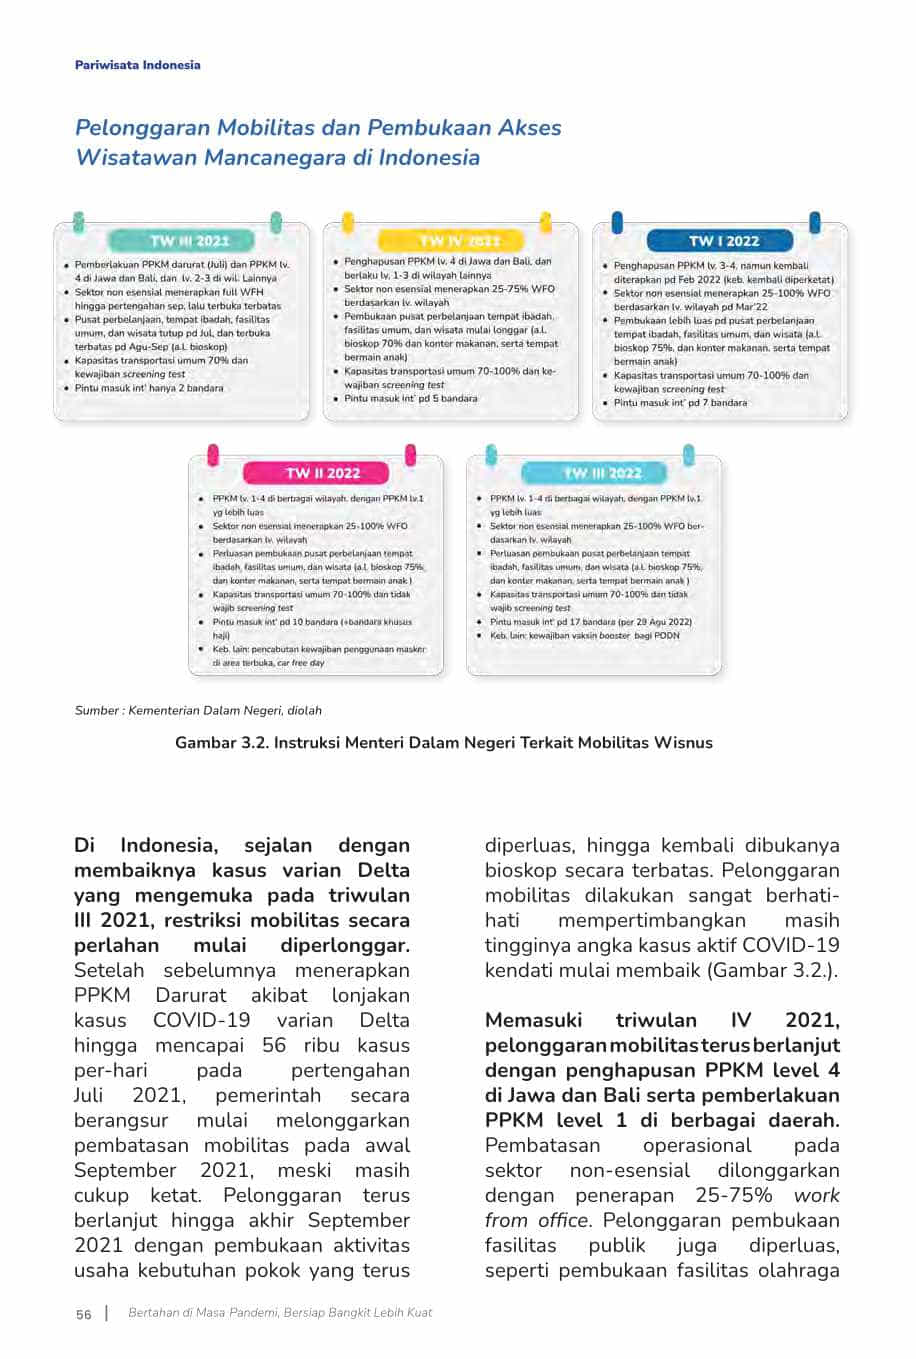 Pariwisata Indonesia
Pelonggaran Mobilitas dan Pembukaan Akses
Wisatawan Mancanegara di Indonesia
TW III 2021
• Pemberlakuan PPKM darurat (Juli) dan PPKM lv.
4 di Jawa dan Bali, dan lv. 2-3 di wil. Lainnya
• Sektor non esensial menerapkan full WFH
hingga pertengahan sep, lalu terbuka terbatas
• Pusat perbelanjaan, tempat ibadah, fasilitas
umum, dan wisata tutup pd Jul, dan terbuka
terbatas pd Agu-Sep (a.l. bioskop)
• Kapasitas transportasi umum 70% dan
kewajiban screening test
• Pintu masuk int' hanya 2 bandara
TW IV 2021
• Penghapusan PPKM lv. 4 di Jawa dan Bali, dan
berlaku lv. 1-3 di wilayah lainnya
• Sektor non esensial menerapkan 25-75% WFO
berdasarkan lv. wilayah
• Pembukaan pusat perbelanjaan tempat ibadah,
fasilitas umum, dan wisata mulai longgar (a.l.
bioskop 70% dan konter makanan, serta tempat
bermain anak)
• Kapasitas transportasi umum 70-100% dan ke-
wajiban screening test
• Pintu masuk int' pd 5 bandara
TW I 2022
• Penghapusan PPKM lv. 3-4, namun kembali
diterapkan pd Feb 2022 (keb. kembali diperketat)
• Sektor non esensial menerapkan 25-100% WFO
berdasarkan lv. wilayah pd Mar'22
• Pembukaan lebih luas pd pusat perbelanjaan
tempat ibadah, fasilitas umum, dan wisata (a.l.
bioskop 75%, dan konter makanan, serta tempat
bermain anak)
• Kapasitas transportasi umum 70-100% dan
kewajiban screening test
• Pintu masuk int' pd 7 bandara
TW II 2022
• PPKM lv. 1-4 di berbagai wilayah, dengan PPKM lv.1
yg lebih luas
• Sektor non esensial menerapkan 25-100% WFO
berdasarkan lv. wilayah
• Perluasan pembukaan pusat perbelanjaan tempat
ibadah, fasilitas umum, dan wisata (a.l. bioskop 75%,
dan konter makanan, serta tempat bermain anak )
• Kapasitas transportasi umum 70-100% dan tidak
wajib screening test
• Pintu masuk int' pd 10 bandara (+bandara khusus
haji)
• Keb. lain: pencabutan kewajiban penggunaan masker
di area terbuka, car free day
TW III 2022
• PPKM lv. 1-4 di berbagai wilayah, dengan PPKM lv.1
yg lebih luas
• Sektor non esensial menerapkan 25-100% WFO ber-
dasarkan lv. wilayah
• Perluasan pembukaan pusat perbelanjaan tempat
ibadah, fasilitas umum, dan wisata (a.l. bioskop 75%,
dan konter makanan, serta tempat bermain anak )
• Kapasitas transportasi umum 70-100% dan tidak
wajib screening test
• Pintu masuk int' pd 17 bandara (per 29 Agu 2022)
• Keb. lain: kewajiban vaksin booster bagi PDDN
Sumber : Kementerian Dalam Negeri, diolah
Gambar 3.2. Instruksi Menteri Dalam Negeri Terkait Mobilitas Wisnus
Di Indonesia, sejalan dengan
membaiknya kasus varian Delta
yang mengemuka pada triwulan
III 2021, restriksi mobilitas secara
perlahan mulai diperlonggar.
Setelah sebelumnya menerapkan
PPKM Darurat akibat lonjakan
kasus COVID-19 varian Delta
hingga mencapai 56 ribu kasus
per-hari pada pertengahan
Juli 2021, pemerintah secara
berangsur mulai melonggarkan
pembatasan mobilitas pada awal
September 2021, meski masih
cukup ketat. Pelonggaran terus
berlanjut hingga akhir September
2021 dengan pembukaan aktivitas
usaha kebutuhan pokok yang terus
diperluas, hingga kembali dibukanya
bioskop secara terbatas. Pelonggaran
mobilitas dilakukan sangat berhati-
hati mempertimbangkan masih
tingginya angka kasus aktif COVID-19
kendati mulai membaik (Gambar 3.2.).
Memasuki triwulan IV 2021,
pelonggaran mobilitas terus berlanjut
dengan penghapusan PPKM level 4
di Jawa dan Bali serta pemberlakuan
PPKM level 1 di berbagai daerah.
Pembatasan operasional pada
sektor non-esensial dilonggarkan
dengan penerapan 25-75% work
from office. Pelonggaran pembukaan
fasilitas publik juga diperluas,
seperti pembukaan fasilitas olahraga
56 | Bertahan di Masa Pandemi, Bersiap Bangkit Lebih Kuat